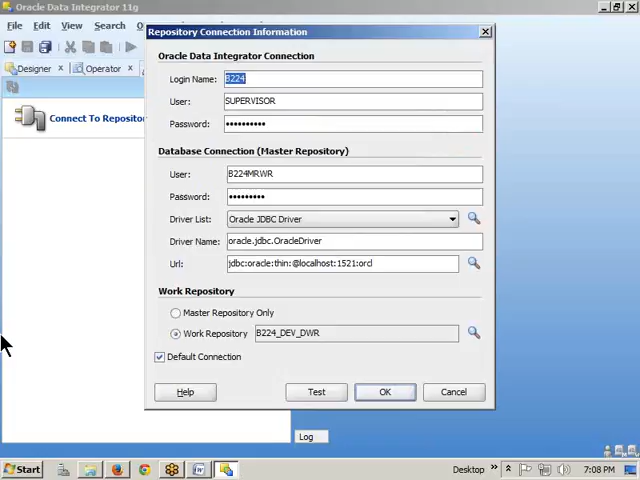 Oracle Data Integrator 11g
File Edit View Search
Designer x Operator x
Connect To Reposito
Repository Connection Information
Oracle Data Integrator Connection
Login Name: B224
User: SUPERVISOR
Password: ••••••••••
Database Connection (Master Repository)
User: B224MRWR
Password: •••••••••
Driver List: Oracle JDBC Driver
Driver Name: oracle.jdbc.OracleDriver
Url: jdbc:oracle:thin:@localhost:1521:orcl
Work Repository
Master Repository Only
Work Repository B224_DEV_DWR
Default Connection
Help Test OK Cancel
Log
Start Desktop » 7:08 PM